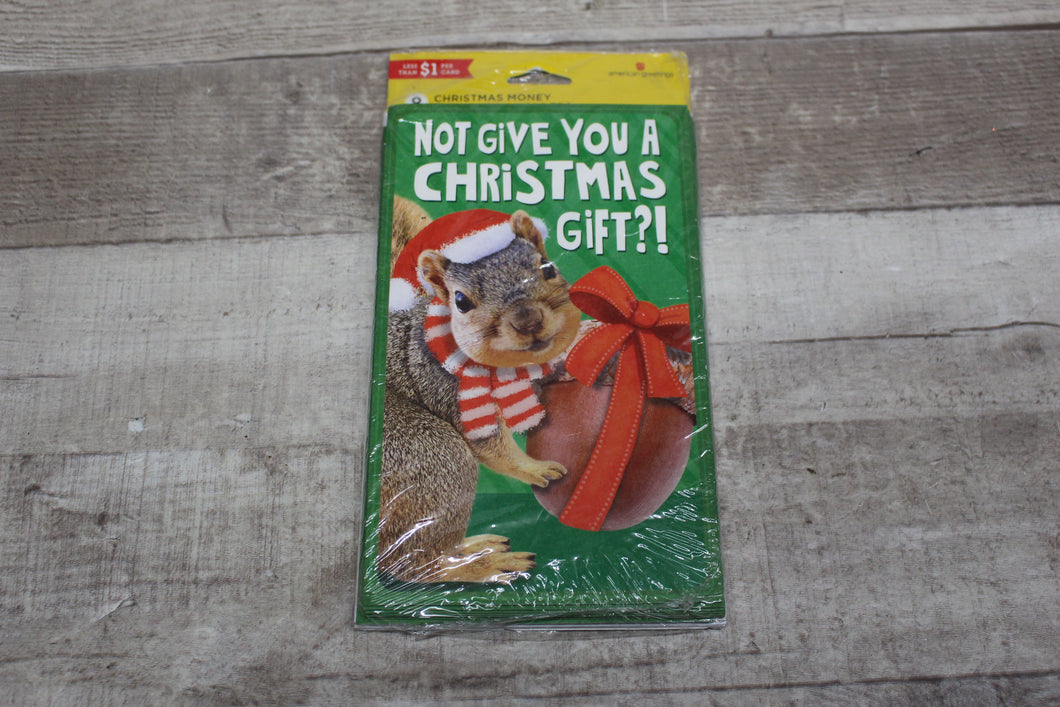 LESS THAN $1 PER CARD
american greetings
CHRISTMAS MONEY
NOT GiVE YOU A
CHRiSTMAS
GiFT?!